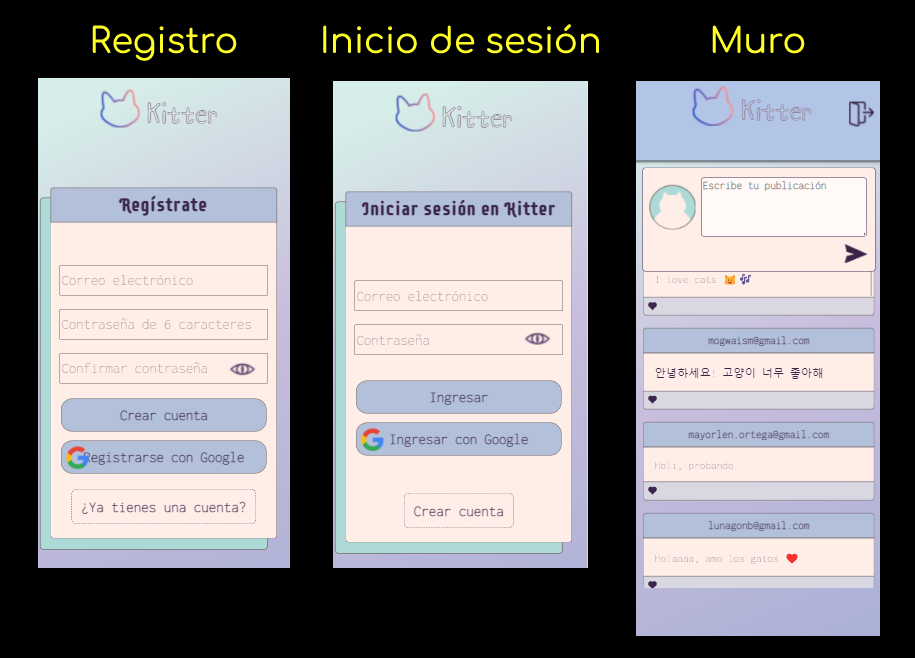 Registro
Kitter
Regístrate
Correo electrónico
Contraseña de 6 caracteres
Confirmar contraseña
Crear cuenta
Registrarse con Google
¿Ya tienes una cuenta?
Inicio de sesión
Kitter
Iniciar sesión en Kitter
Correo electrónico
Contraseña
Ingresar
Ingresar con Google
Crear cuenta
Muro
Kitter
Escribe tu publicación
I love cats 😺🎶
mogwaism@gmail.com
안녕하세요! 고양이 너무 좋아해
mayorlen.ortega@gmail.com
Holi, probando
lunagonb@gmail.com
Holaaaa, amo los gatos ❤️